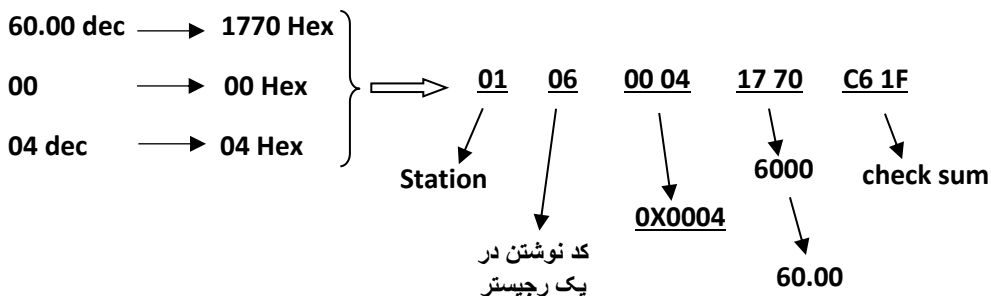 60.00 dec 1770 Hex
00 00 Hex
04 dec 04 Hex
01 06 00 04 17 70 C6 1F
Station
0X0004
6000
check sum
کد نوشتن در
یک رجیستر
60.00